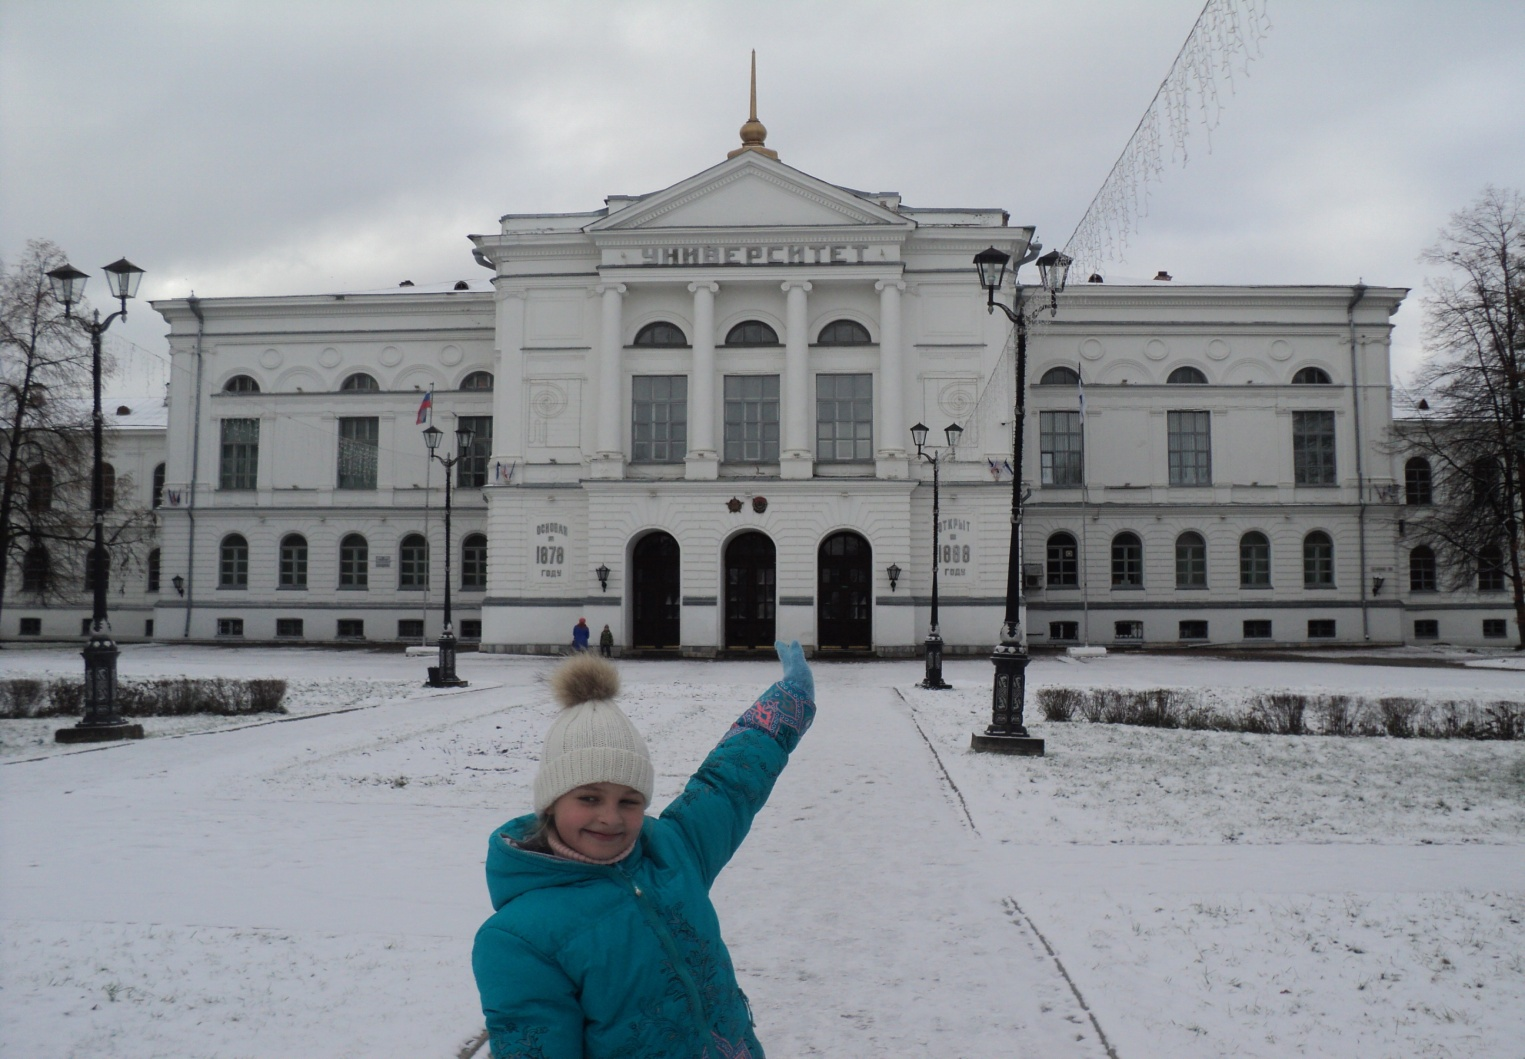 УНИВЕРСИТЕТ
ОСНОВАН
в
1878
ГОДУ
ОТКРЫТ
в
1888
ГОДУ